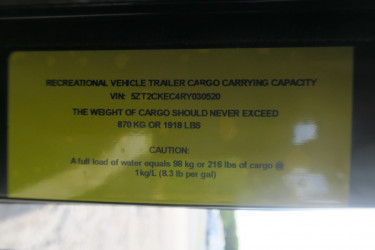 RECREATIONAL VEHICLE TRAILER CARGO CARRYING CAPACITY
VIN: 5ZT2CKEC4RY030520
THE WEIGHT OF CARGO SHOULD NEVER EXCEED
870 KG OR 1918 LBS
CAUTION:
A full load of water equals 98 kg or 216 lbs of cargo @
1kg/L (8.3 lb per gal)